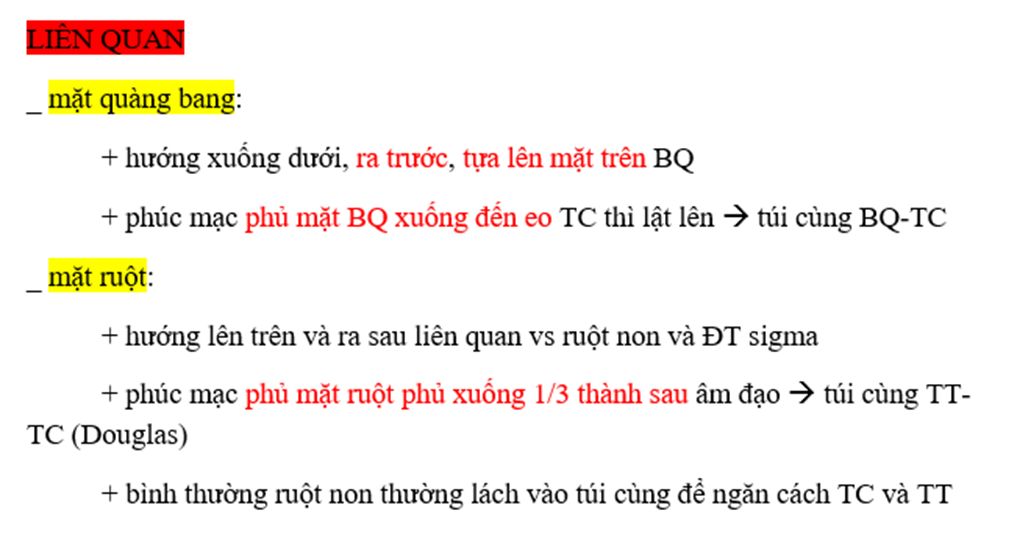 LIÊN QUAN
_ mặt quàng bang:
+ hướng xuống dưới, ra trước, tựa lên mặt trên BQ
+ phúc mạc phủ mặt BQ xuống đến eo TC thì lật lên → túi cùng BQ-TC
_ mặt ruột:
+ hướng lên trên và ra sau liên quan vs ruột non và ĐT sigma
+ phúc mạc phủ mặt ruột phủ xuống 1/3 thành sau âm đạo → túi cùng TT-
TC (Douglas)
+ bình thường ruột non thường lách vào túi cùng để ngăn cách TC và TT